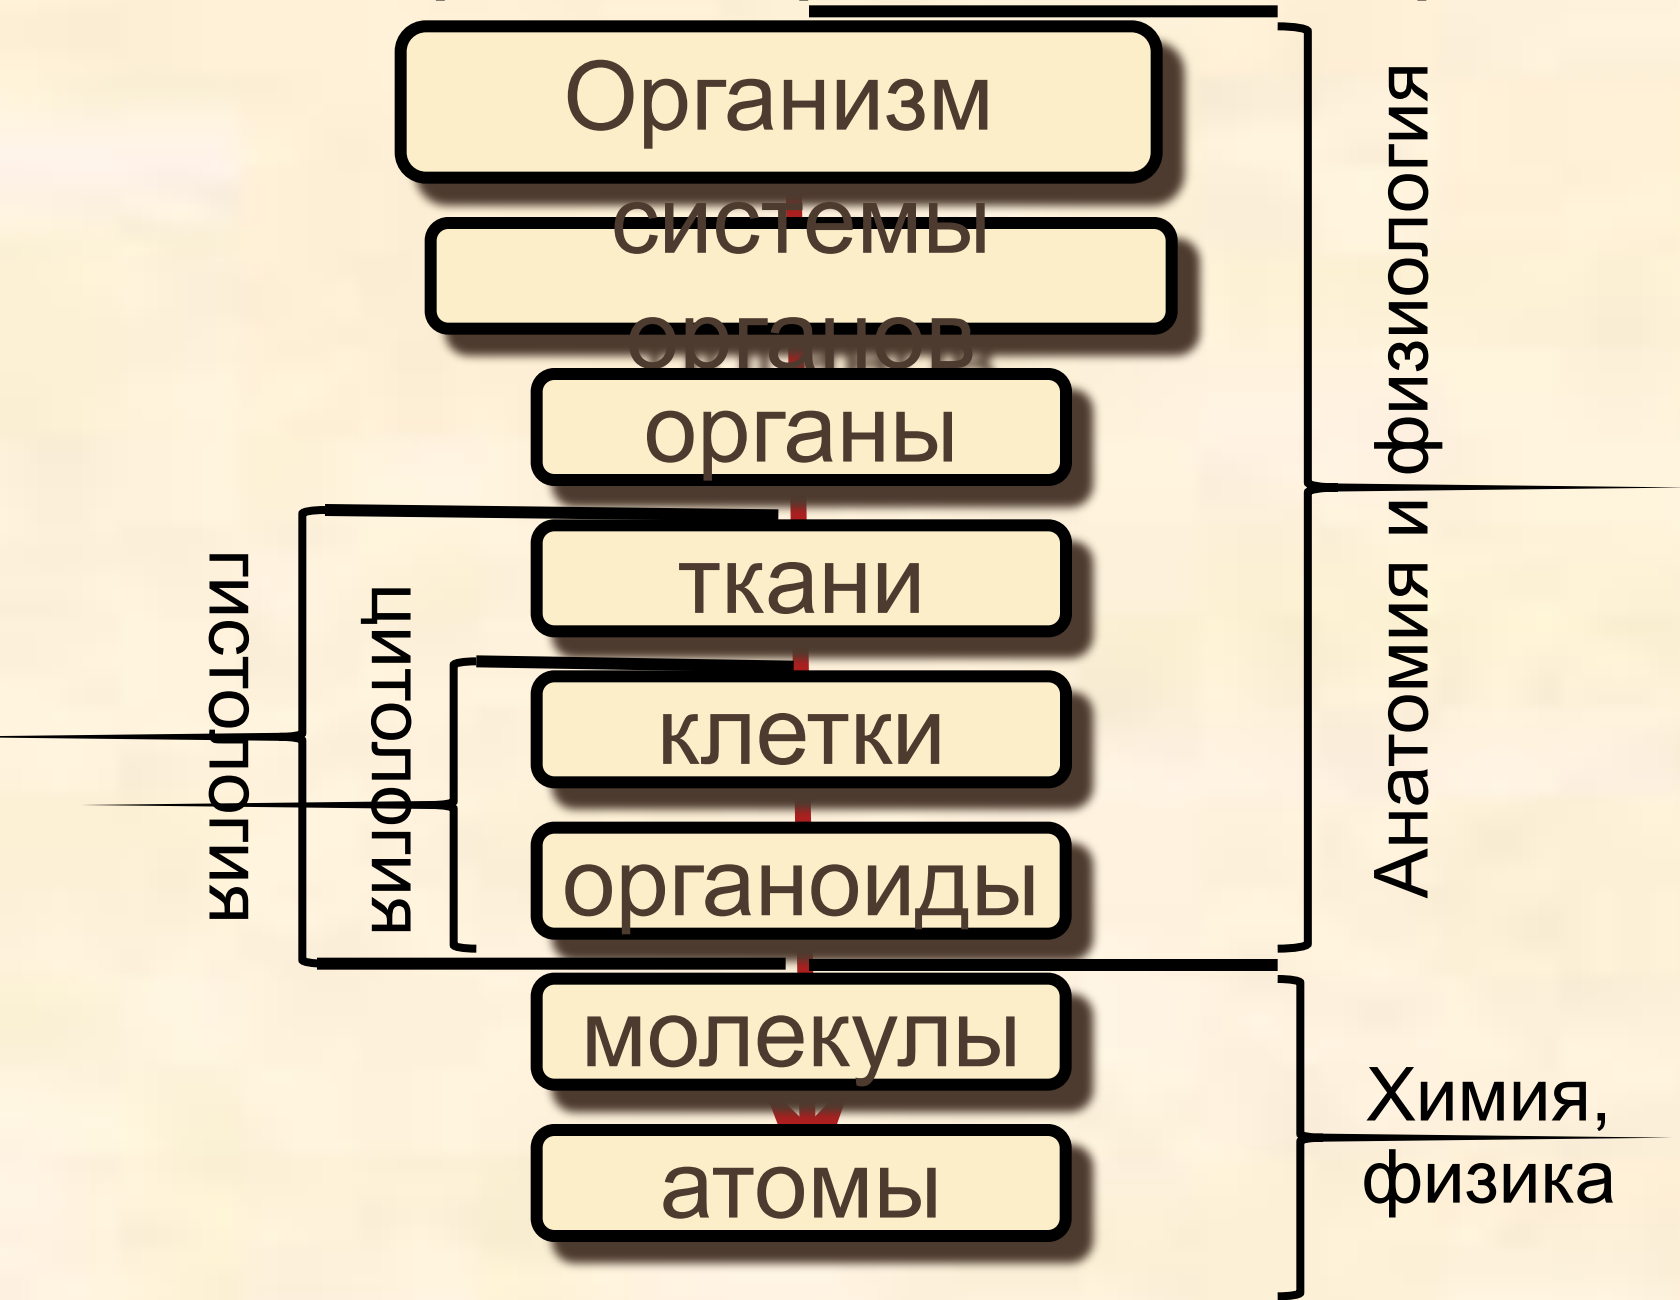 Организм
системы
органов
органы
ткани
клетки
органоиды
молекулы
атомы
гистология
цитология
Анатомия и физиология
Химия,
физика